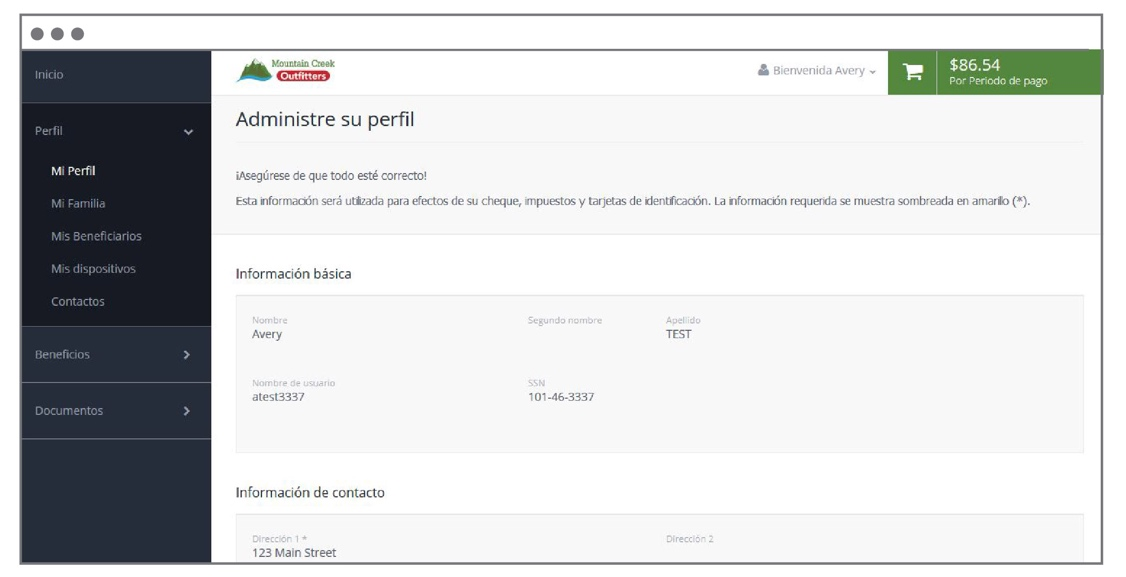 Inicio
Mountain Creek
Outfitters
Bienvenida Avery
$86.54
Por Periodo de pago
Perfil
Mi Perfil
Mi Familia
Mis Beneficiarios
Mis dispositivos
Contactos
Beneficios
Documentos
Administre su perfil
¡Asegúrese de que todo esté correcto!
Esta información será utilizada para efectos de su cheque, impuestos y tarjetas de identificación. La información requerida se muestra sombreada en amarillo (*).
Información básica
Nombre Segundo nombre Apellido
Avery TEST
Nombre de usuario SSN
atest3337 101-46-3337
Información de contacto
Dirección 1 * Dirección 2
123 Main Street